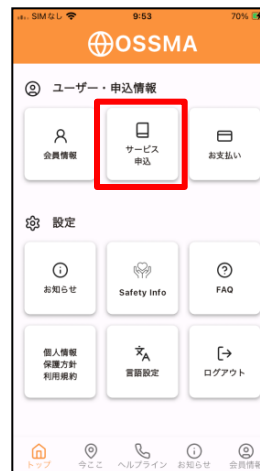 SIMなし 9:53 70%
OSSMA
ユーザー・申込情報
会員情報
サービス
申込
お支払い
設定
お知らせ
Safety Info
FAQ
個人情報
保護方針
利用規約
言語設定
ログアウト
トップ 今ここ ヘルプライン お知らせ 会員情報